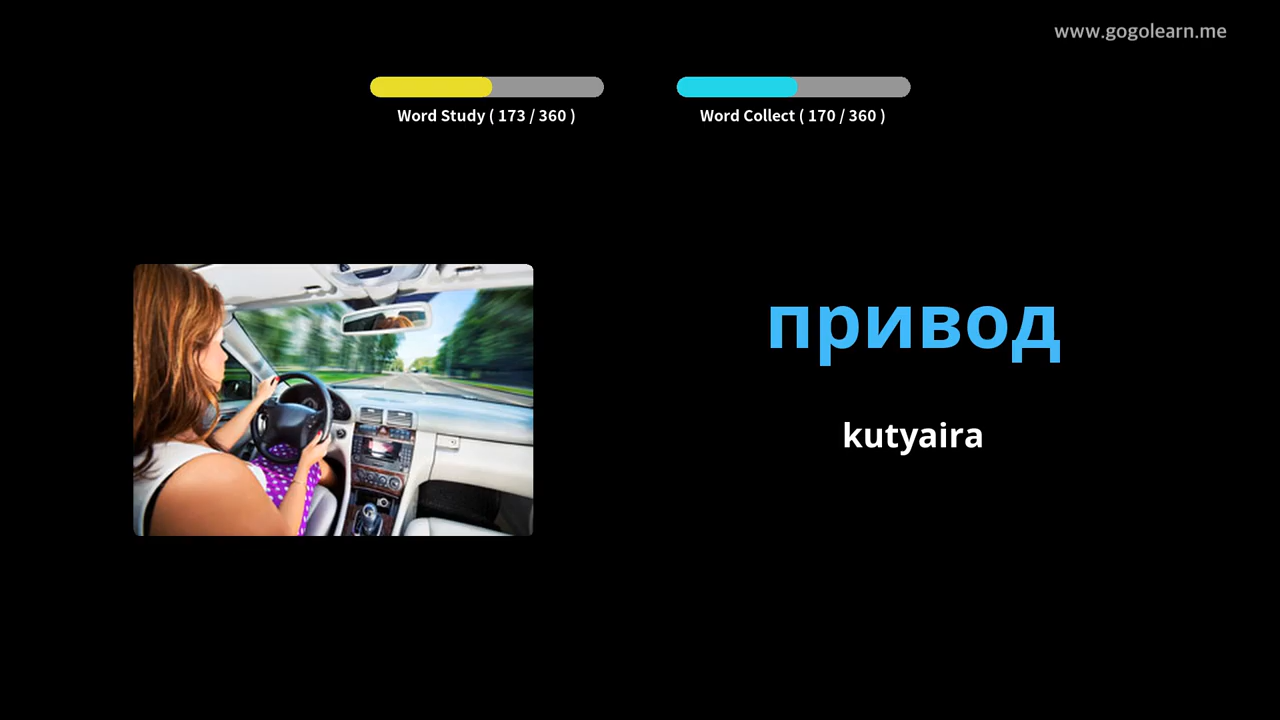 www.gogolearn.me
Word Study ( 173 / 360 )
Word Collect ( 170 / 360 )
привод
kutyaira